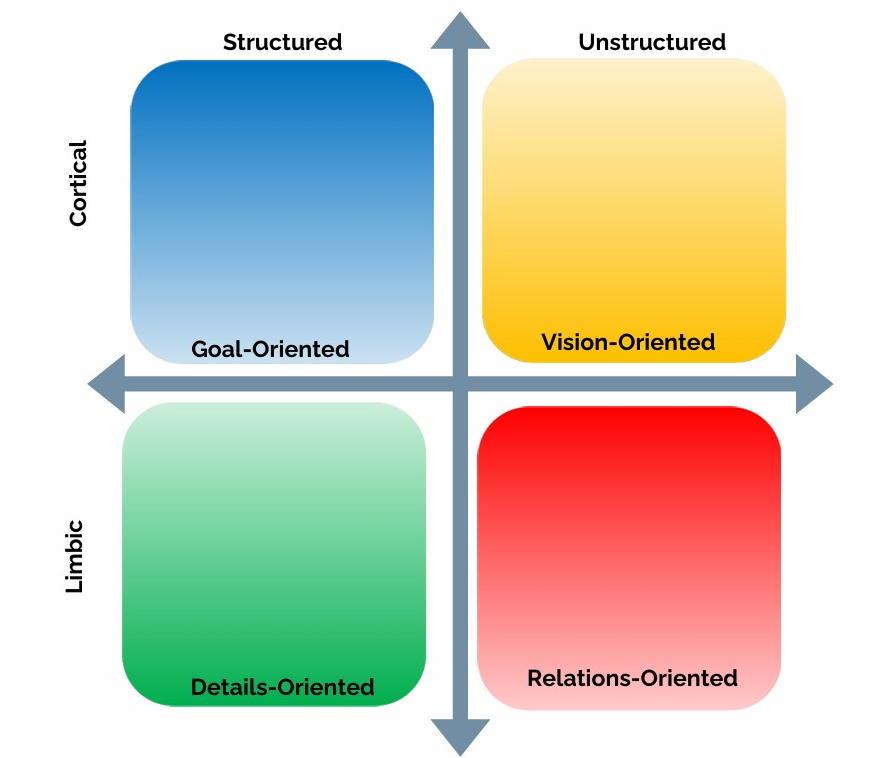 Structured
Unstructured
Cortical
Goal-Oriented
Vision-Oriented
Limbic
Details-Oriented
Relations-Oriented